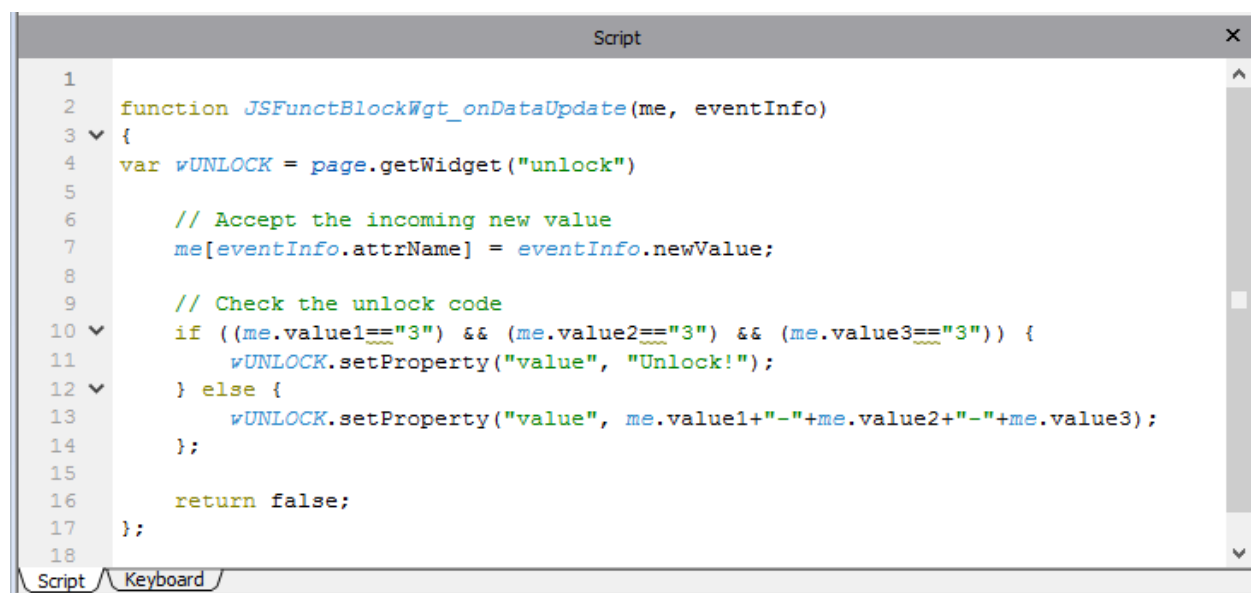 Script
1
2 function JSFunctBlockWgt_onDataUpdate(me, eventInfo)
3 {
4 var wUNLOCK = page.getWidget("unlock")
5
6 // Accept the incoming new value
7 me[eventInfo.attrName] = eventInfo.newValue;
8
9 // Check the unlock code
10 if ((me.value1=="3") && (me.value2=="3") && (me.value3=="3")) {
11 wUNLOCK.setProperty("value", "Unlock!");
12 } else {
13 wUNLOCK.setProperty("value", me.value1+"-"+me.value2+"-"+me.value3);
14 };
15
16 return false;
17 };
18
Script Keyboard